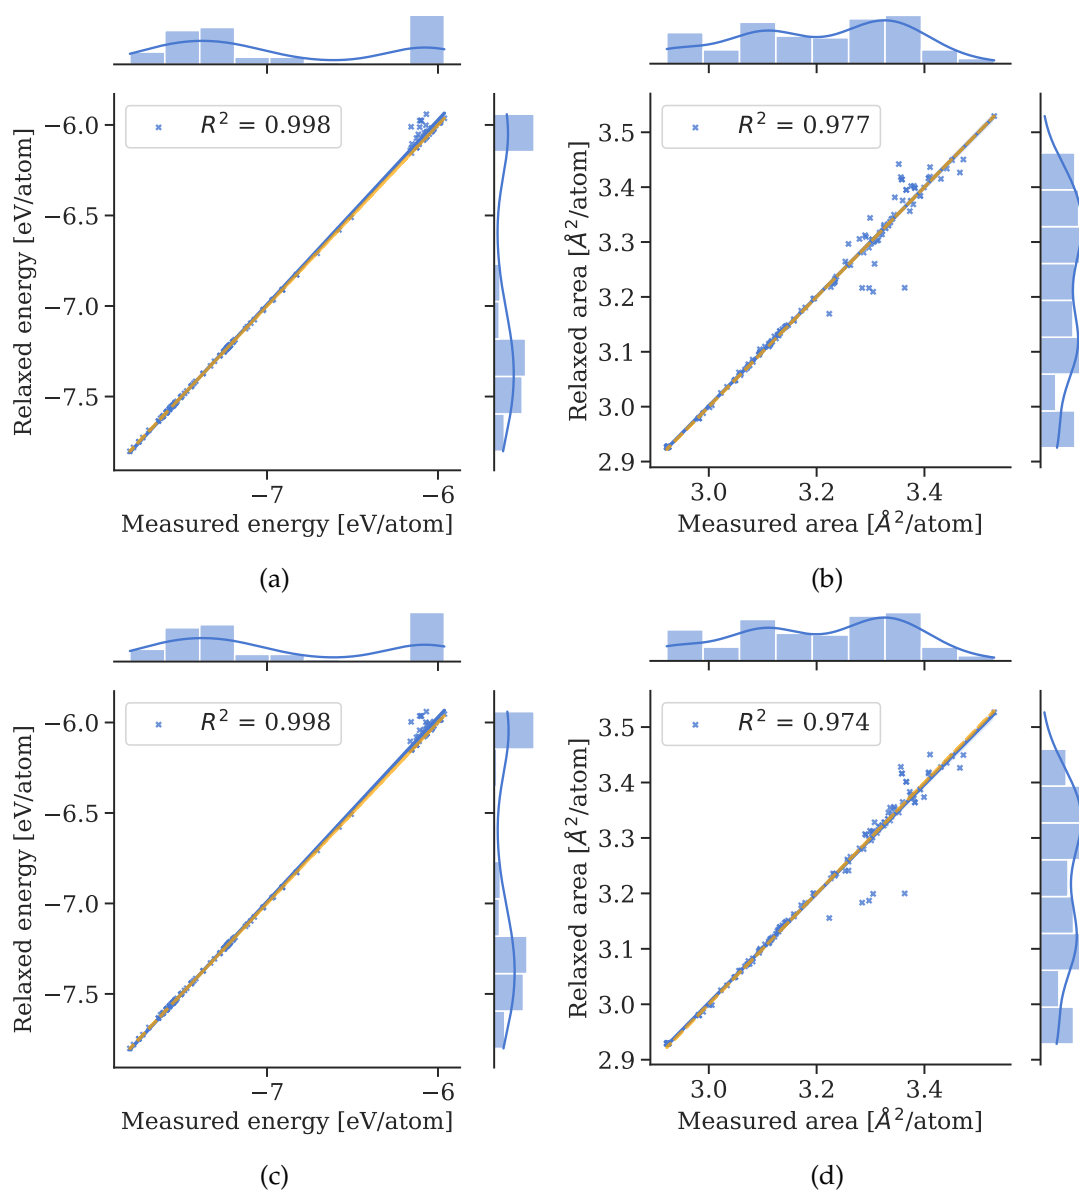 R² = 0.998
−6.0
−6.5
−7.0
−7.5
Relaxed energy [eV/atom]
−7
−6
Measured energy [eV/atom]
(a)
R² = 0.977
3.5
3.4
3.3
3.2
3.1
3.0
2.9
Relaxed area [Å²/atom]
3.0
3.2
3.4
Measured area [Å²/atom]
(b)
R² = 0.998
−6.0
−6.5
−7.0
−7.5
Relaxed energy [eV/atom]
−7
−6
Measured energy [eV/atom]
(c)
R² = 0.974
3.5
3.4
3.3
3.2
3.1
3.0
2.9
Relaxed area [Å²/atom]
3.0
3.2
3.4
Measured area [Å²/atom]
(d)